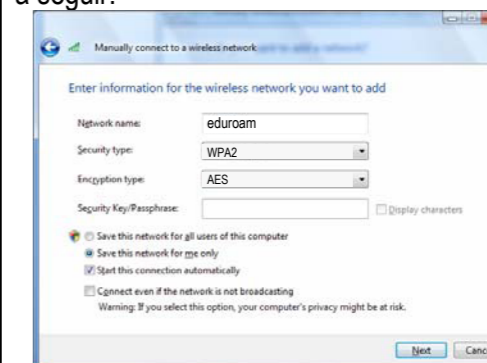 a seguir:
Manually connect to a wireless network
Enter information for the wireless network you want to add
Network name: eduroam
Security type: WPA2
Encryption type: AES
Security Key/Passphrase: Display characters
Save this network for all users of this computer
Save this network for me only
Start this connection automatically
Connect even if the network is not broadcasting
Warning: If you select this option, your computer's privacy might be at risk.
Next Canc